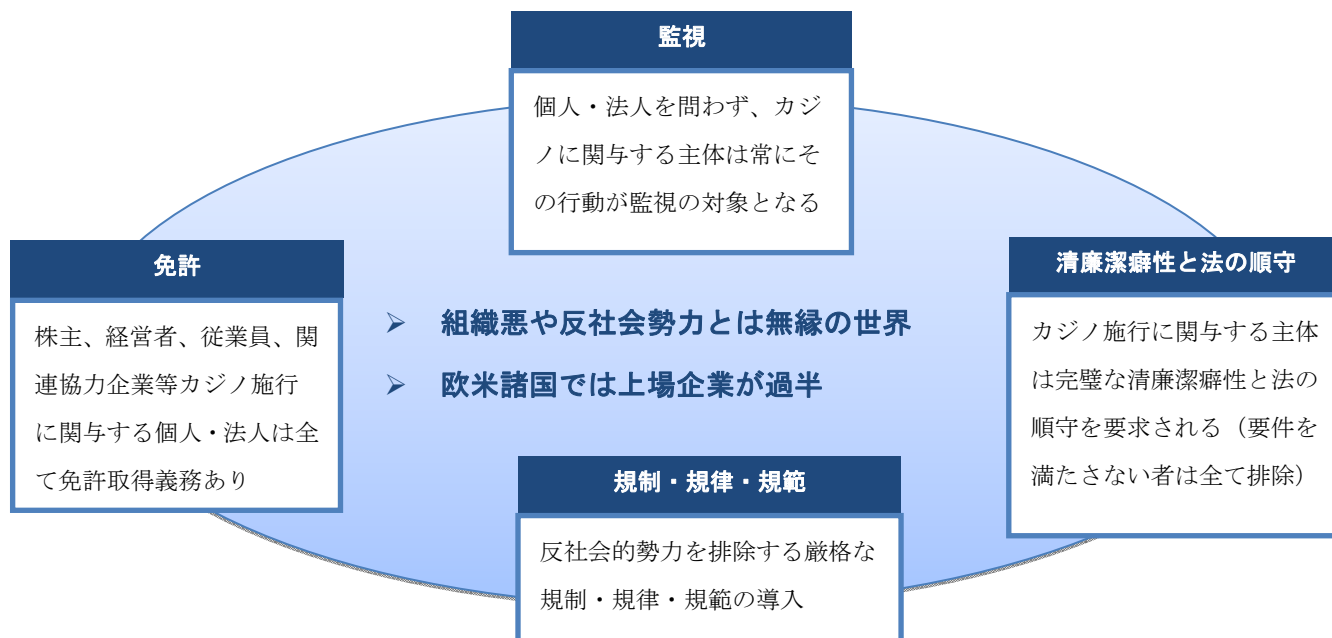 監視
個人・法人を問わず、カジ
ノに関与する主体は常にそ
の行動が監視の対象となる
免許
株主、経営者、従業員、関
連協力企業等カジノ施行
に関与する個人・法人は全
て免許取得義務あり
➢ 組織悪や反社会勢力とは無縁の世界
➢ 欧米諸国では上場企業が過半
清廉潔癖性と法の順守
カジノ施行に関与する主体
は完璧な清廉潔癖性と法の
順守を要求される（要件を
満たさない者は全て排除）
規制・規律・規範
反社会的勢力を排除する厳格な
規制・規律・規範の導入